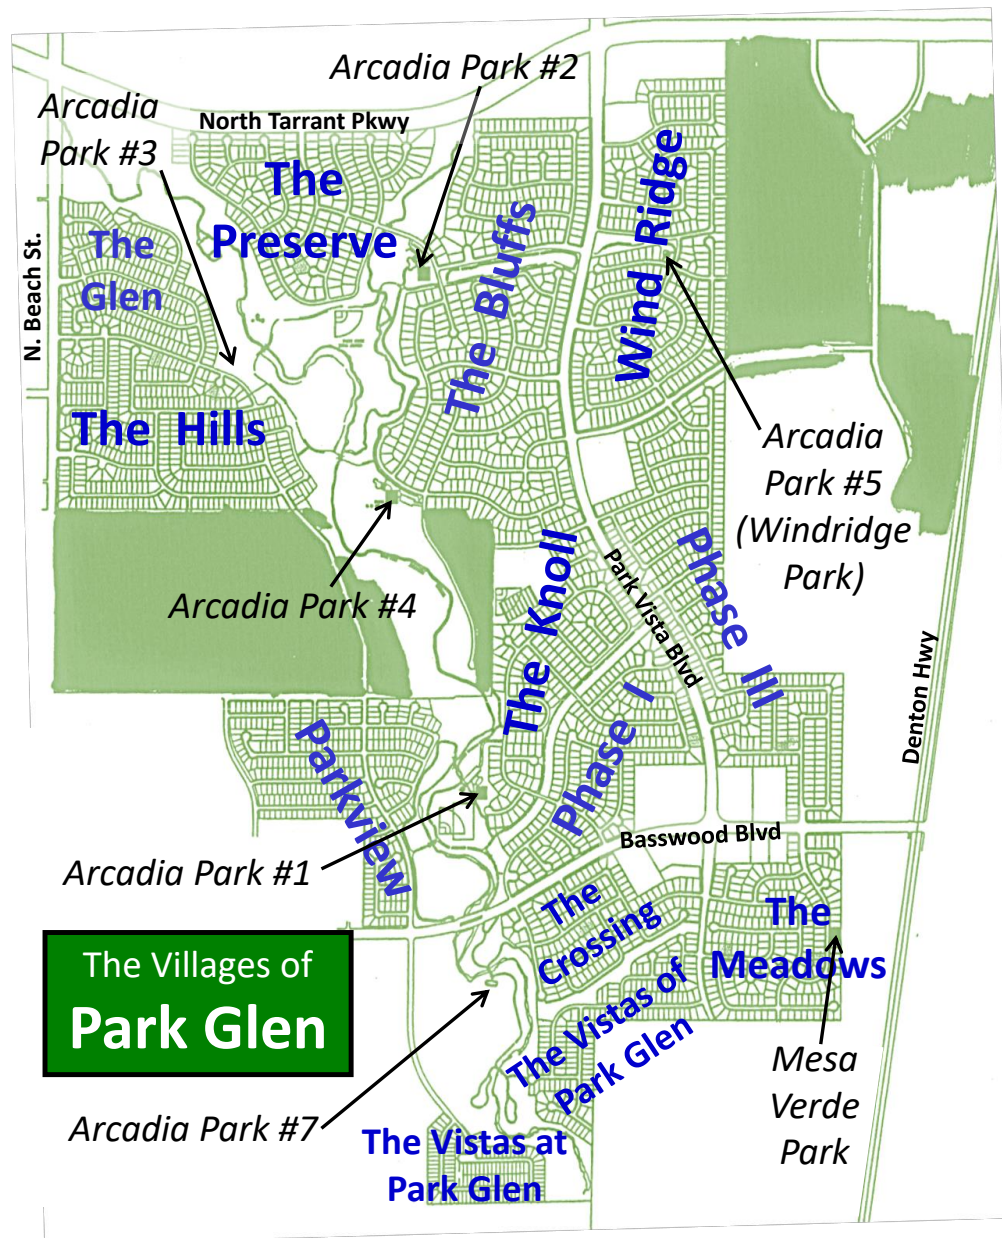 Arcadia Park #2
Arcadia
Park #3
North Tarrant Pkwy
The
Preserve
The
Glen
N. Beach St.
The Bluffs
Wind Ridge
The Hills
Arcadia
Park #5
(Windridge
Park)
Arcadia Park #4
The Knoll
Park Vista Blvd
Phase III
Denton Hwy
Phase I
Parkview
Basswood Blvd
Arcadia Park #1
The
Crossing
The
Meadows
The Villages of
Park Glen
The Vistas of
Park Glen
Mesa
Verde
Park
Arcadia Park #7
The Vistas at
Park Glen